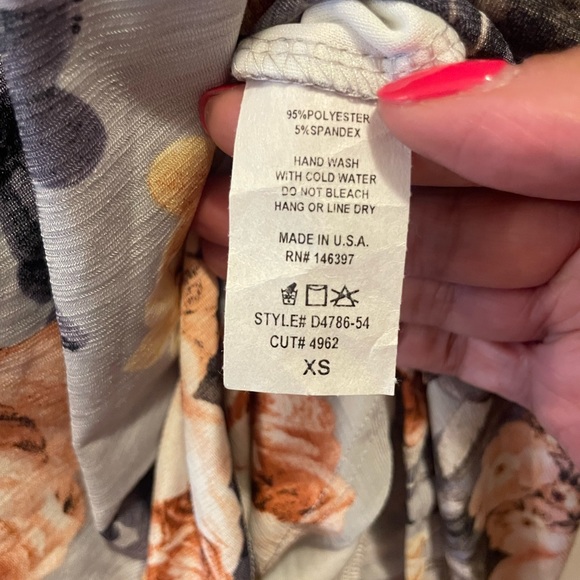 95%POLYESTER
5%SPANDEX
HAND WASH
WITH COLD WATER
DO NOT BLEACH
HANG OR LINE DRY
MADE IN U.S.A.
RN# 146397
STYLE# D4786-54
CUT# 4962
XS